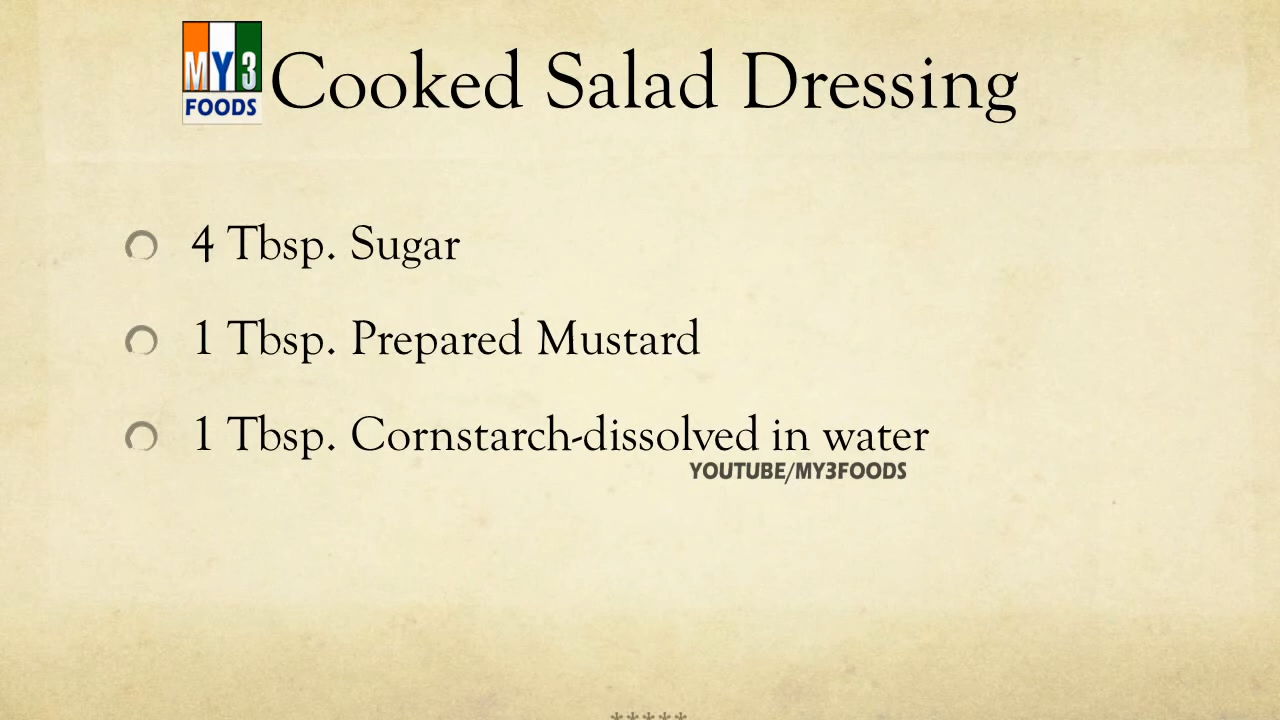 MY3
FOODS
Cooked Salad Dressing
4 Tbsp. Sugar
1 Tbsp. Prepared Mustard
1 Tbsp. Cornstarch-dissolved in water
YOUTUBE/MY3FOODS
*****